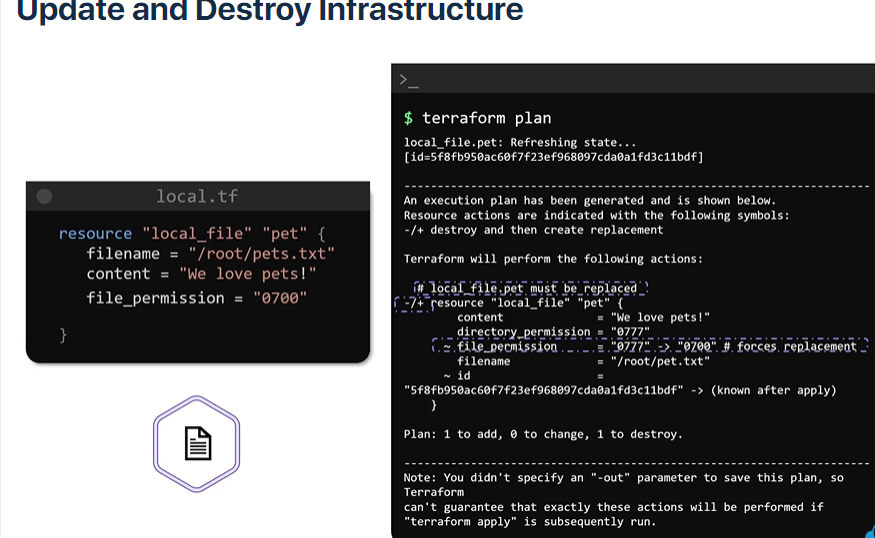 Update and Destroy Infrastructure
local.tf
resource "local_file" "pet" {
filename = "/root/pets.txt"
content = "We love pets!"
file_permission = "0700"
}
>_
$ terraform plan
local_file.pet: Refreshing state...
[id=5f8fb950ac60f7f23ef968097cda0a1fd3c11bdf]
------------------------------------------------------------------------
An execution plan has been generated and is shown below.
Resource actions are indicated with the following symbols:
-/+ destroy and then create replacement
Terraform will perform the following actions:
# local_file.pet must be replaced
-/+ resource "local_file" "pet" {
content = "We love pets!"
directory_permission = "0777"
~ file_permission = "0777" -> "0700" # forces replacement
filename = "/root/pet.txt"
~ id =
"5f8fb950ac60f7f23ef968097cda0a1fd3c11bdf" -> (known after apply)
}
Plan: 1 to add, 0 to change, 1 to destroy.
------------------------------------------------------------------------
Note: You didn't specify an "-out" parameter to save this plan, so
Terraform
can't guarantee that exactly these actions will be performed if
"terraform apply" is subsequently run.